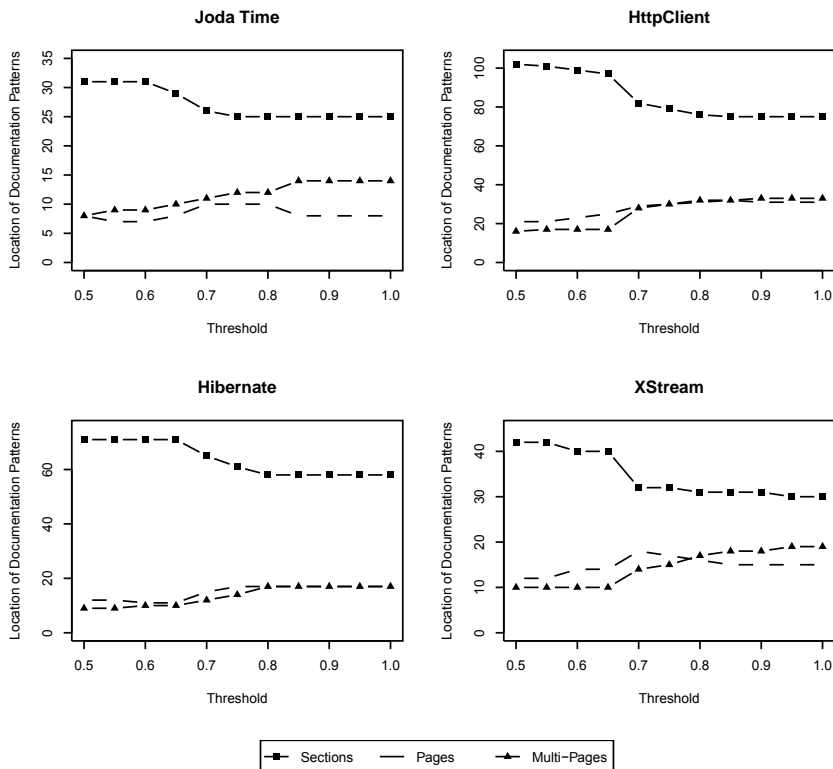 Joda Time
Location of Documentation Patterns
35
30
25
20
15
10
5
0
0.5 0.6 0.7 0.8 0.9 1.0
Threshold
HttpClient
Location of Documentation Patterns
100
80
60
40
20
0
0.5 0.6 0.7 0.8 0.9 1.0
Threshold
Hibernate
Location of Documentation Patterns
60
40
20
0
0.5 0.6 0.7 0.8 0.9 1.0
Threshold
XStream
Location of Documentation Patterns
40
30
20
10
0
0.5 0.6 0.7 0.8 0.9 1.0
Threshold
Sections Pages Multi−Pages